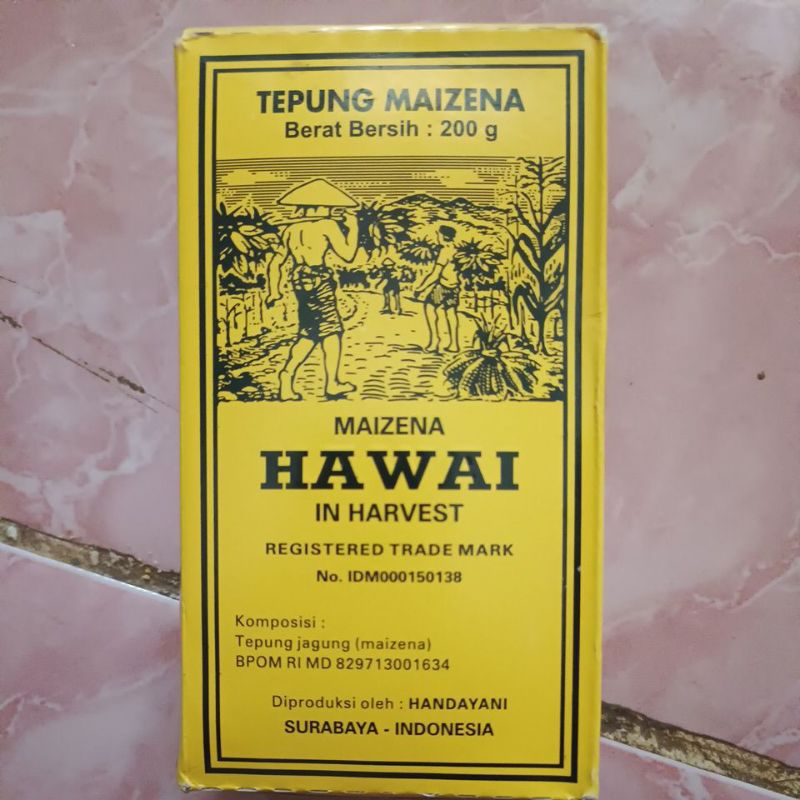 TEPUNG MAIZENA
Berat Bersih : 200 g
MAIZENA
HAWAI
IN HARVEST
REGISTERED TRADE MARK
No. IDM000150138
Komposisi :
Tepung jagung (maizena)
BPOM RI MD 829713001634
Diproduksi oleh : HANDAYANI
SURABAYA - INDONESIA